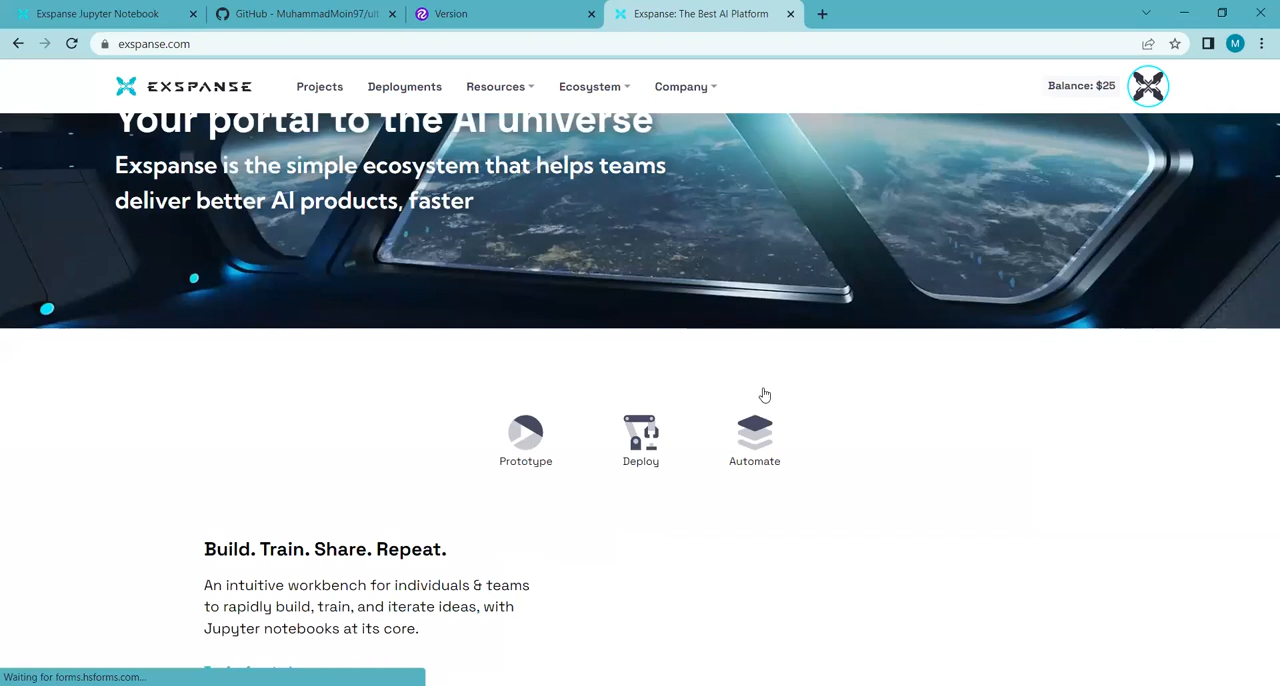 Exspanse Jupyter Notebook
GitHub - MuhammadMoin97/ult
Version
Exspanse: The Best AI Platform
exspanse.com
M
EXSPANSE
Projects
Deployments
Resources
Ecosystem
Company
Balance: $25
Your portal to the AI universe
Exspanse is the simple ecosystem that helps teams
deliver better AI products, faster
Prototype
Deploy
Automate
Build. Train. Share. Repeat.
An intuitive workbench for individuals & teams
to rapidly build, train, and iterate ideas, with
Jupyter notebooks at its core.
Waiting for forms.hsforms.com...